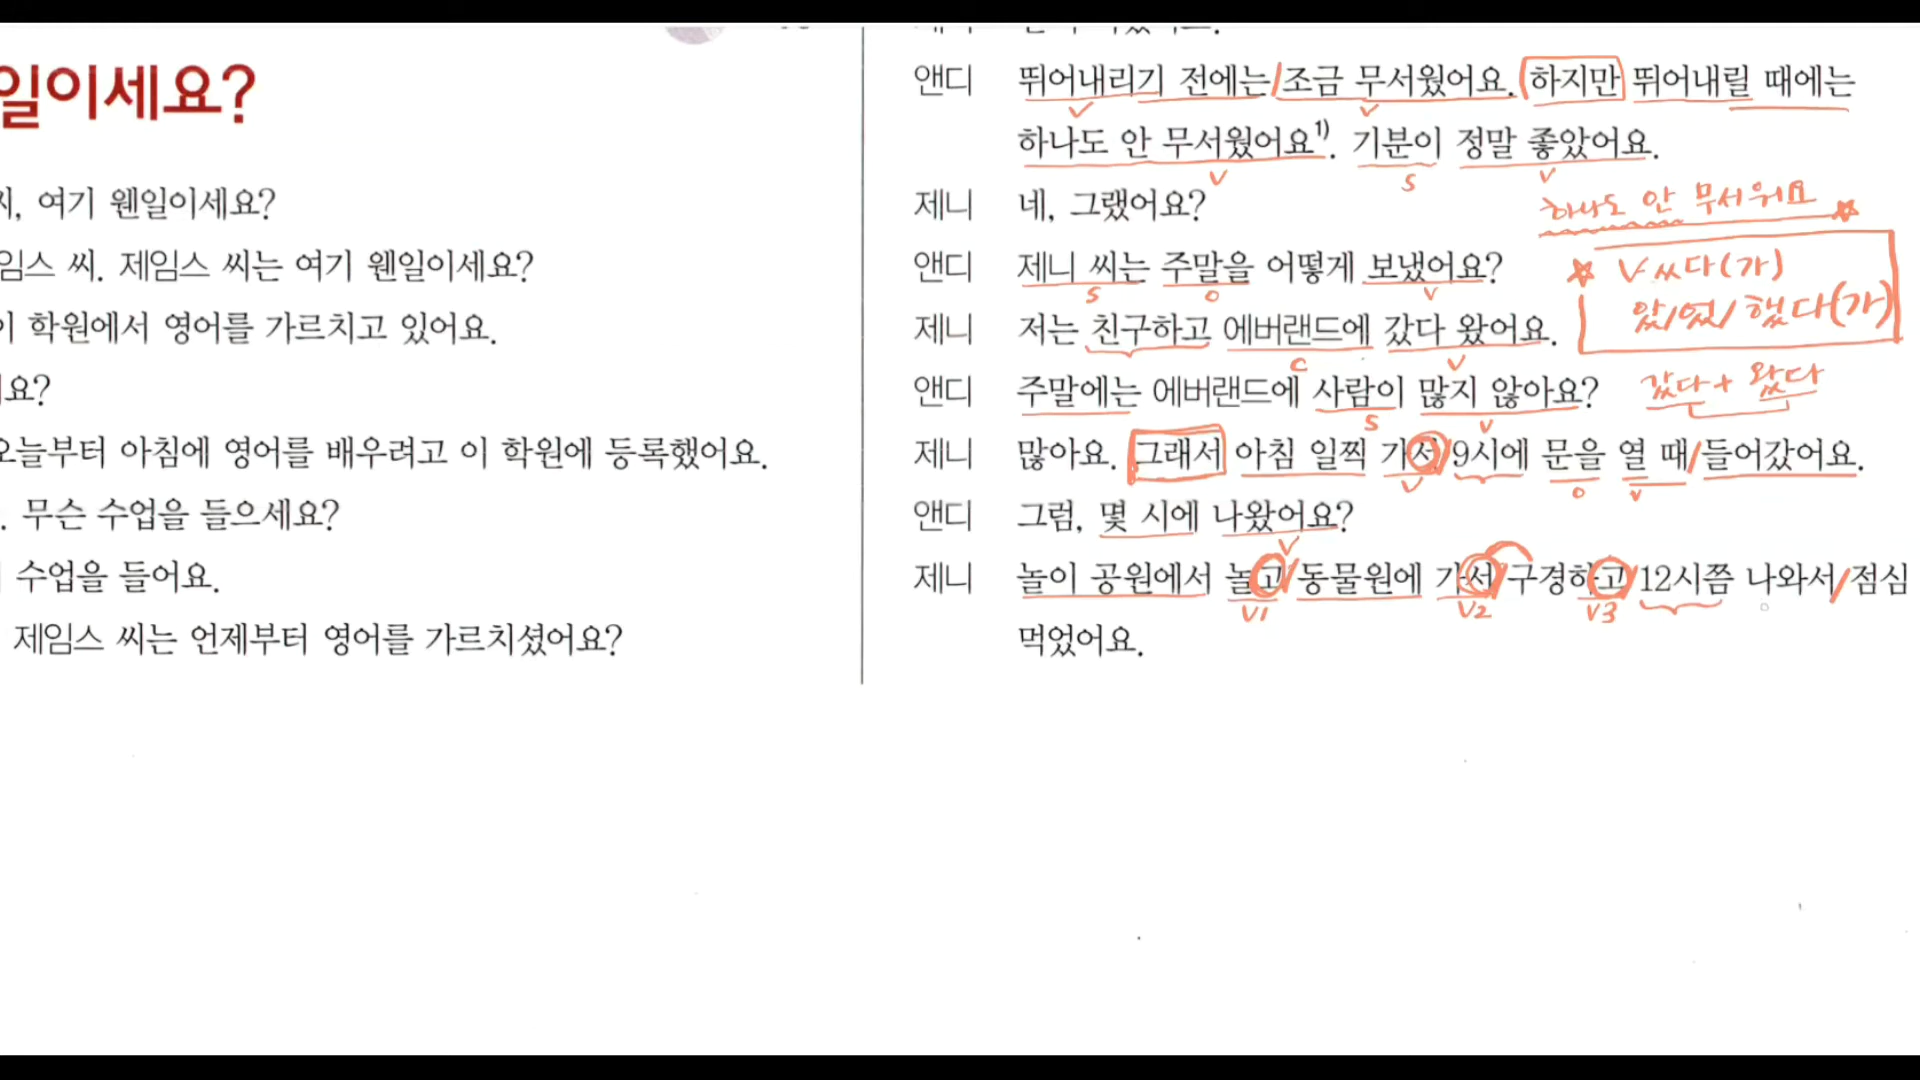 일이세요?
씨, 여기 웬일이세요?
임스 씨. 제임스 씨는 여기 웬일이세요?
이 학원에서 영어를 가르치고 있어요.
요?
오늘부터 아침에 영어를 배우려고 이 학원에 등록했어요.
. 무슨 수업을 들으세요?
수업을 들어요.
제임스 씨는 언제부터 영어를 가르치셨어요?
앤디 뛰어내리기 전에는/조금 무서웠어요. 하지만 뛰어내릴 때에는
V V
하나도 안 무서웠어요1). 기분이 정말 좋았어요.
V S V
제니 네, 그랬어요?
하나도 안 무서워요
앤디 제니 씨는 주말을 어떻게 보냈어요?
S O V
V ㅆ다(가)
았/었/했다(가)
제니 저는 친구하고 에버랜드에 갔다 왔어요.
C V
앤디 주말에는 에버랜드에 사람이 많지 않아요?
S V
갔다 + 왔다
제니 많아요. 그래서 아침 일찍 가서/9시에 문을 열 때/들어갔어요.
V O V
앤디 그럼, 몇 시에 나왔어요?
V
제니 놀이 공원에서 놀고/동물원에 가서/구경하고/12시쯤 나와서/점심
V1 V2 V3
먹었어요.